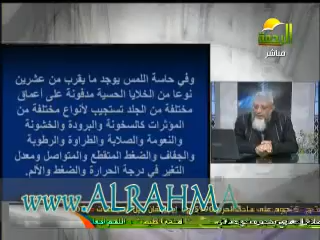 الرحمة
مباشر
وفي حاسة اللمس يوجد ما يقرب من عشرين
نوعا من الخلايا الحسية مدفونة على أعماق
مختلفة من الجلد تستجيب لأنواع مختلفة من
المؤثرات كالسخونة والبرودة والخشونة
والنعومة والصلابة والطراوة والرطوبة
والجفاف والضغط المتقطع والمتواصل ومعدل
التغير في درجة الحرارة والضغط والألم.
www.ALRAHMA